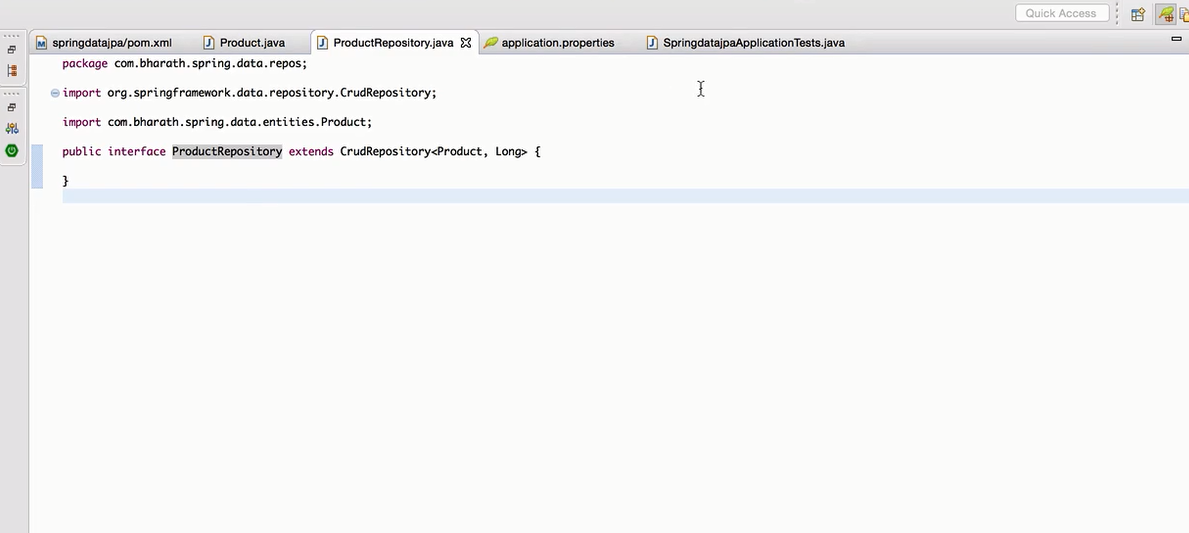 Quick Access
springdatajpa/pom.xml
Product.java
ProductRepository.java
application.properties
SpringdatajpaApplicationTests.java
package com.bharath.spring.data.repos;
import org.springframework.data.repository.CrudRepository;
import com.bharath.spring.data.entities.Product;
public interface ProductRepository extends CrudRepository<Product, Long> {
}